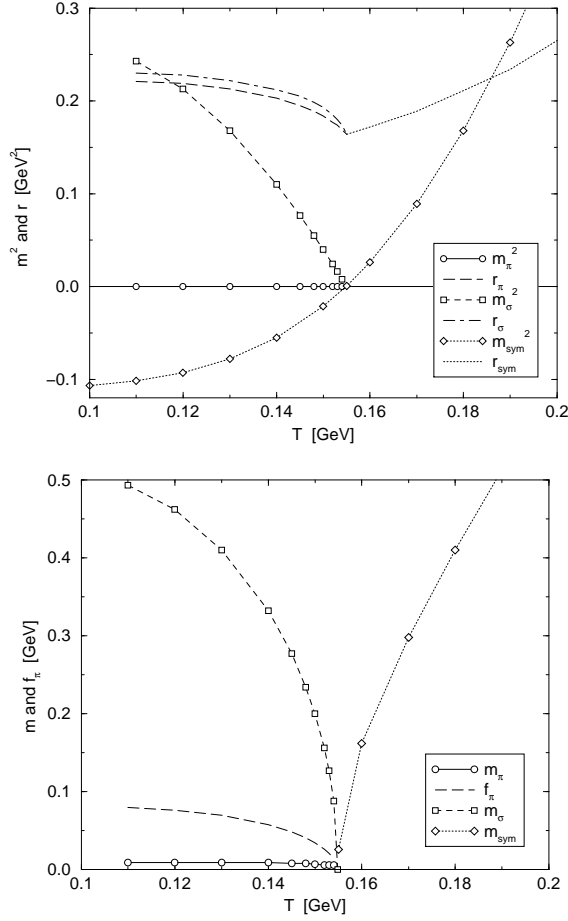 0.3
0.2
0.1
0.0
−0.1
m² and r [GeV²]
m_π²
r_π
m_σ²
r_σ
m_sym²
r_sym
0.1 0.12 0.14 0.16 0.18 0.2
T [GeV]
0.5
0.4
0.3
0.2
0.1
0.0
m and f_π [GeV]
m_π
f_π
m_σ
m_sym
0.1 0.12 0.14 0.16 0.18 0.2
T [GeV]